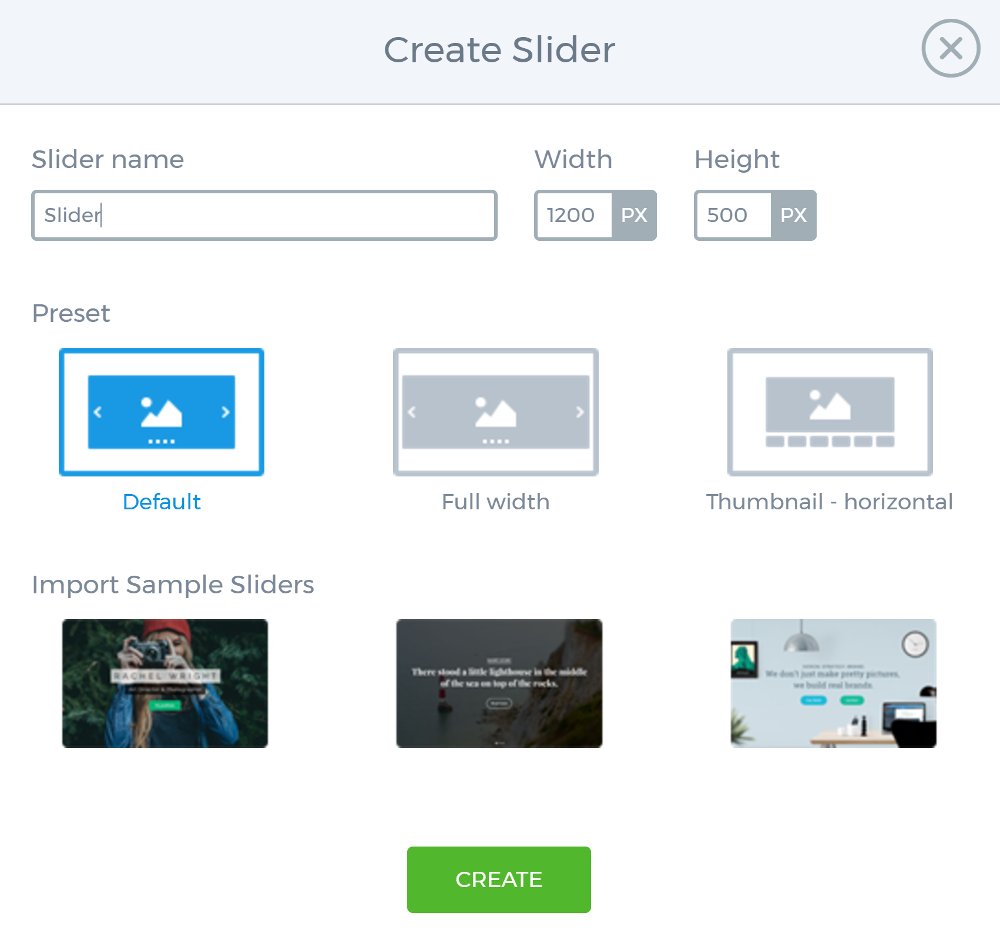 Create Slider
Slider name
Width
Height
Slider
1200 PX
500 PX
Preset
Default
Full width
Thumbnail - horizontal
Import Sample Sliders
RACHEL WRIGHT
There stood a little lighthouse in the middle
of the sea on top of the rocks.
We don't just make pretty pictures,
we build real brands.
CREATE